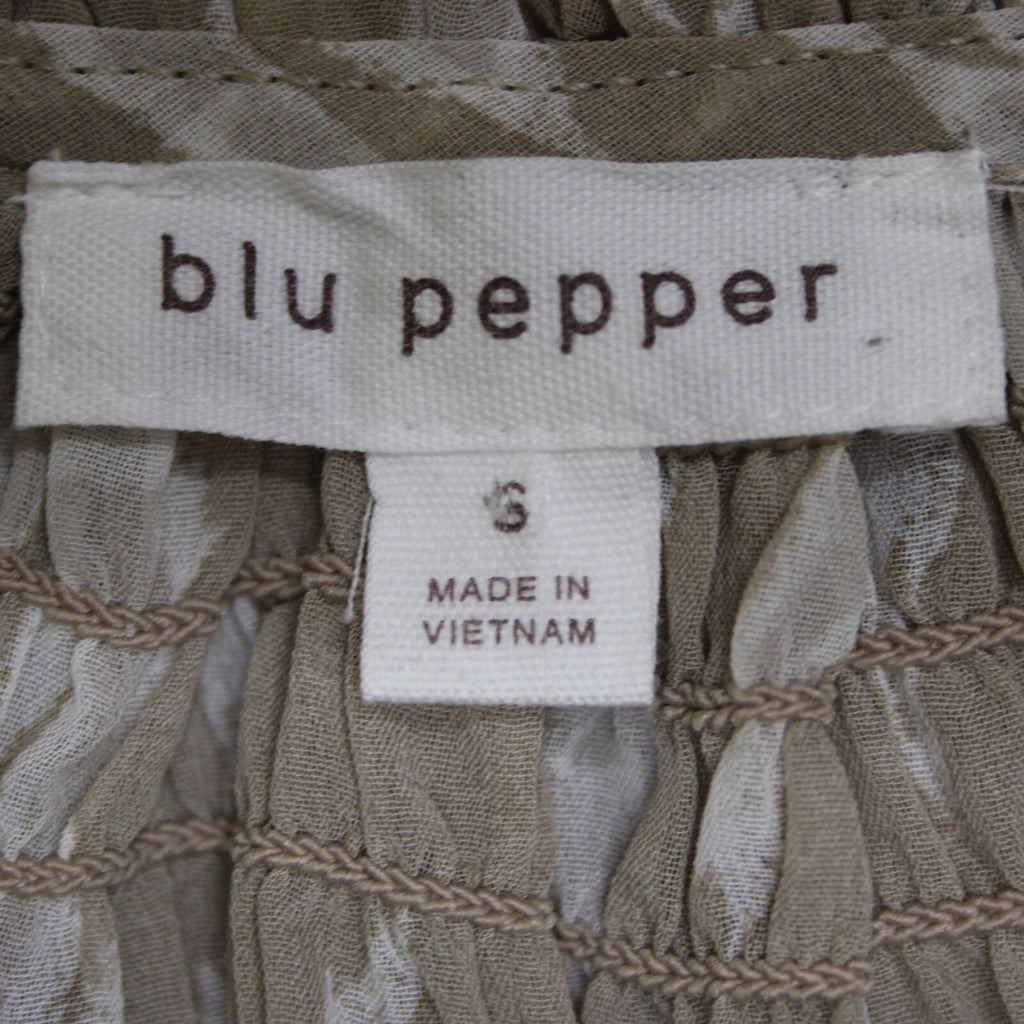 blu pepper
S
MADE IN
VIETNAM